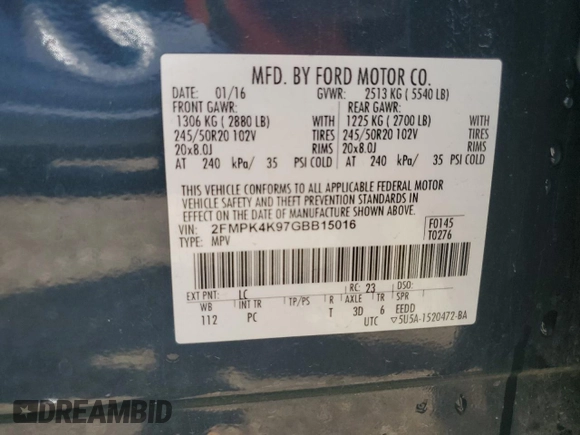 MFD. BY FORD MOTOR CO.
DATE: 01/16 GVWR: 2513 KG ( 5540 LB)
FRONT GAWR: REAR GAWR:
1306 KG ( 2880 LB) WITH 1225 KG ( 2700 LB) WITH
245/50R20 102V TIRES 245/50R20 102V TIRES
20x8.0J RIMS 20x8.0J RIMS
AT 240 kPa/ 35 PSI COLD AT 240 kPa/ 35 PSI COLD
THIS VEHICLE CONFORMS TO ALL APPLICABLE FEDERAL MOTOR
VEHICLE SAFETY AND BUMPER STANDARDS IN
EFFECT ON THE DATE OF MANUFACTURE SHOWN ABOVE.
VIN: 2FMPK4K97GBB15016 F0145
TYPE: MPV T0276
EXT PNT: LC RC: 23 DSO:
WB INT TR TP/PS R AXLE TR SPR
112 PC T 3D 6 EEDD
UTC ▽5U5A-1520472-BA
DREAMBID